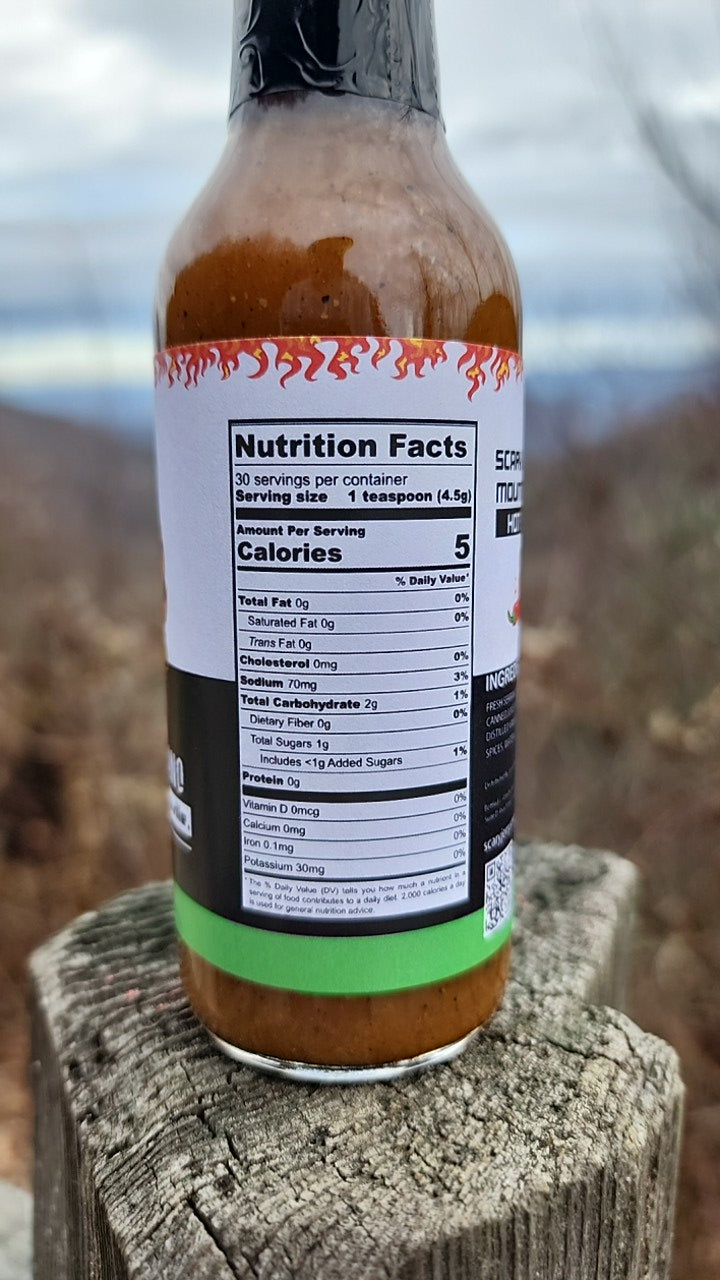 Nutrition Facts
30 servings per container
Serving size 1 teaspoon (4.5g)
Amount Per Serving
Calories 5
% Daily Value*
Total Fat 0g 0%
Saturated Fat 0g 0%
Trans Fat 0g
Cholesterol 0mg 0%
Sodium 70mg 3%
Total Carbohydrate 2g 1%
Dietary Fiber 0g 0%
Total Sugars 1g
Includes <1g Added Sugars 1%
Protein 0g
Vitamin D 0mcg 0%
Calcium 0mg 0%
Iron 0.1mg 0%
Potassium 30mg 0%
*The % Daily Value (DV) tells you how much a nutrient in a
serving of food contributes to a daily diet. 2,000 calories a day
is used for general nutrition advice.